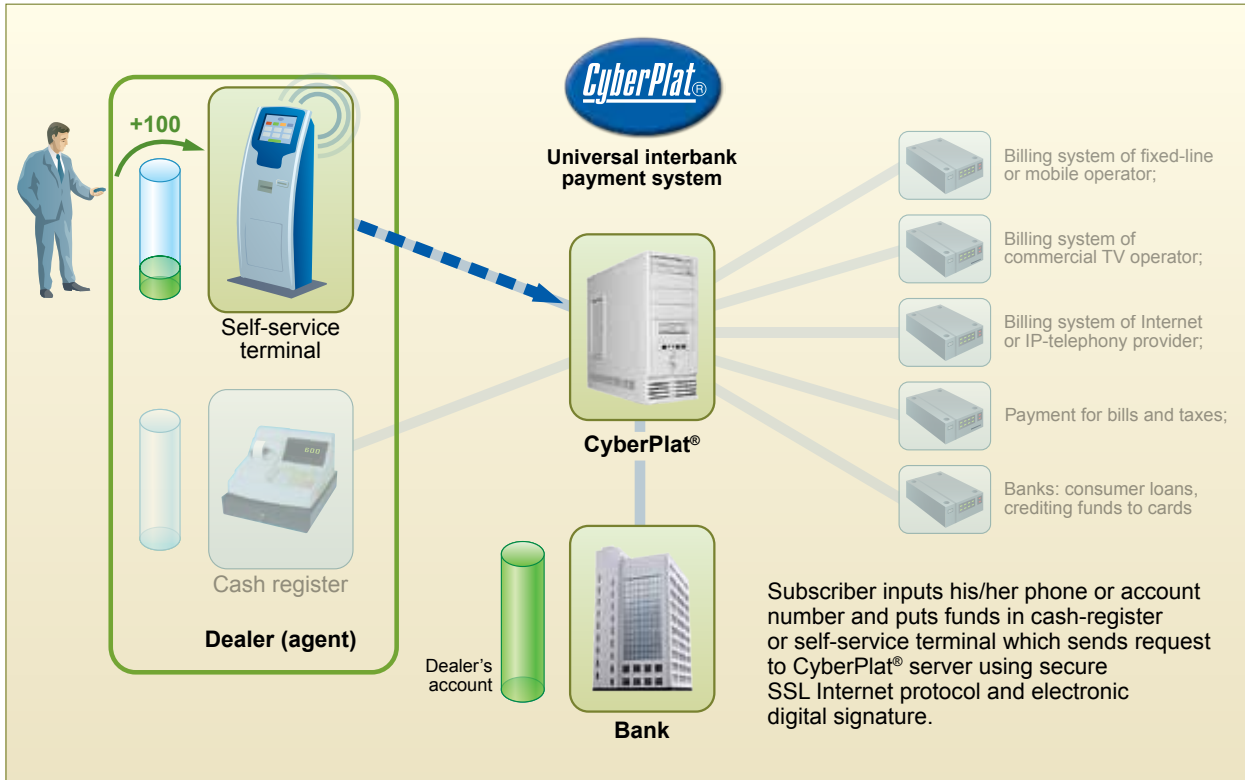 CyberPlat®
Universal interbank
payment system
+100
Self-service
terminal
Cash register
Dealer (agent)
CyberPlat®
Dealer's
account
Bank
Billing system of fixed-line
or mobile operator;
Billing system of
commercial TV operator;
Billing system of Internet
or IP-telephony provider;
Payment for bills and taxes;
Banks: consumer loans,
crediting funds to cards
Subscriber inputs his/her phone or account
number and puts funds in cash-register
or self-service terminal which sends request
to CyberPlat® server using secure
SSL Internet protocol and electronic
digital signature.